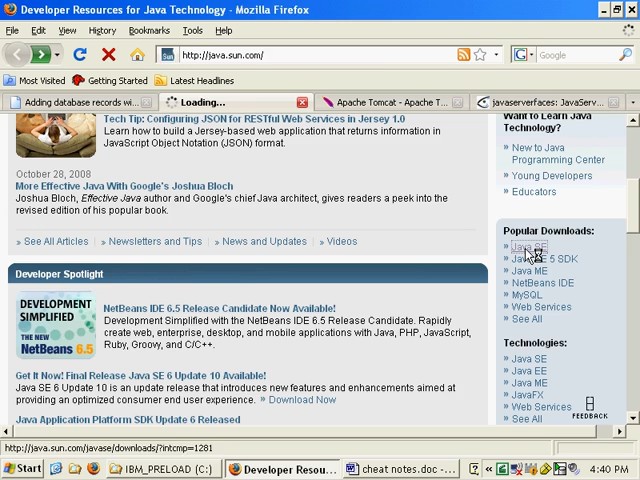 Developer Resources for Java Technology - Mozilla Firefox
File Edit View History Bookmarks Tools Help
http://java.sun.com/
Google
Most Visited Getting Started Latest Headlines
Adding database records wi... Loading... Apache Tomcat - Apache T... javaserverfaces: JavaServ...
Tech Tip: Configuring JSON for RESTful Web Services in Jersey 1.0
Learn how to build a Jersey-based web application that returns information in
JavaScript Object Notation (JSON) format.
October 28, 2008
More Effective Java With Google's Joshua Bloch
Joshua Bloch, Effective Java author and Google's chief Java architect, gives readers a peek into the
revised edition of his popular book.
» See All Articles | » Newsletters and Tips | » News and Updates | » Videos
Developer Spotlight
DEVELOPMENT
SIMPLIFIED
THE NEW
NetBeans 6.5
NetBeans IDE 6.5 Release Candidate Now Available!
Development Simplified with the NetBeans IDE 6.5 Release Candidate. Rapidly
create web, enterprise, desktop, and mobile applications with Java, PHP, JavaScript,
Ruby, Groovy, and C/C++.
Get It Now! Final Release Java SE 6 Update 10 Available!
Java SE 6 Update 10 is an update release that introduces new features and enhancements aimed at
providing an optimized consumer end user experience. » Download Now
Java Application Platform SDK Update 6 Released
Want to Learn Java
Technology?
» New to Java
Programming Center
» Young Developers
» Educators
Popular Downloads:
» Java SE
» Java EE 5 SDK
» Java ME
» NetBeans IDE
» MySQL
» Web Services
» See All
Technologies:
» Java SE
» Java EE
» Java ME
» JavaFX
» Web Services
» See All
FEEDBACK
http://java.sun.com/javase/downloads/?intcmp=1281
Start IBM_PRELOAD (C:) Developer Resou... cheat notes.doc - ... 4:40 PM